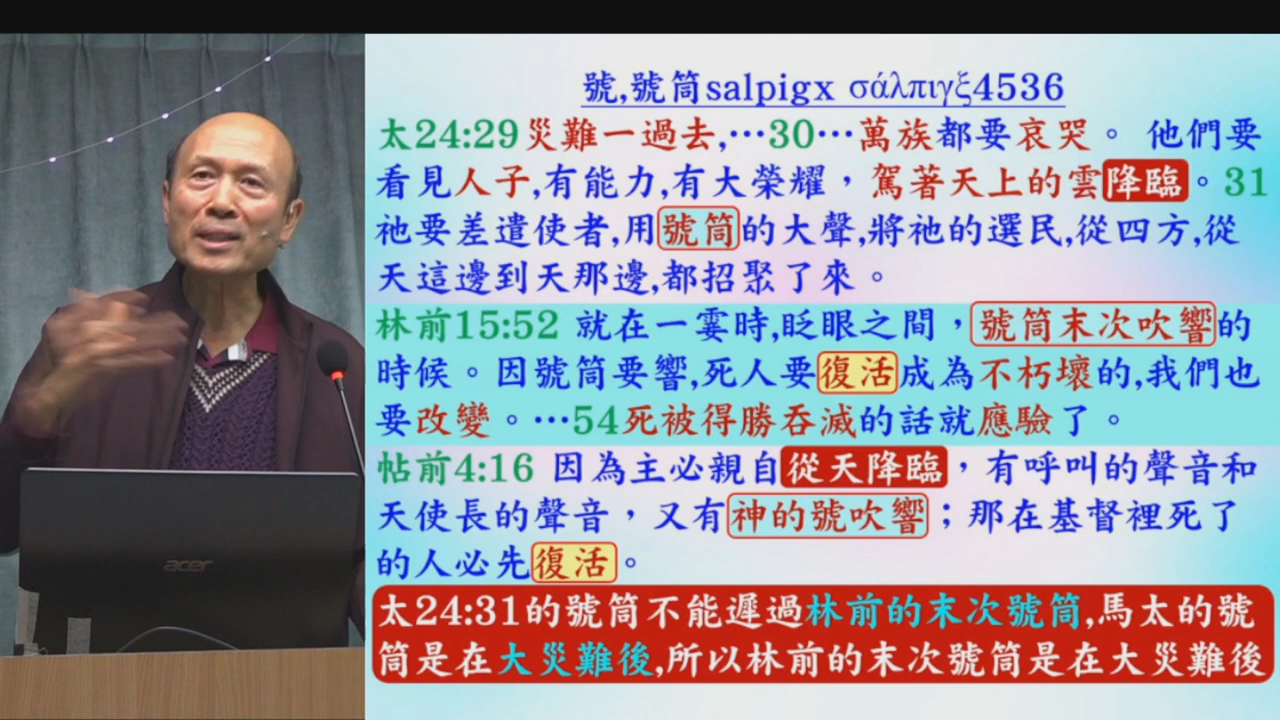 號,號筒salpigx σάλπιγξ4536
太24:29災難一過去,…30…萬族都要哀哭。他們要
看見人子,有能力,有大榮耀，駕著天上的雲降臨。31
祂要差遣使者,用號筒的大聲,將祂的選民,從四方,從
天這邊到天那邊,都招聚了來。
林前15:52 就在一霎時,眨眼之間，號筒末次吹響的
時候。因號筒要響,死人要復活成為不朽壞的,我們也
要改變。…54死被得勝吞滅的話就應驗了。
帖前4:16 因為主必親自從天降臨，有呼叫的聲音和
天使長的聲音，又有神的號吹響；那在基督裡死了
的人必先復活。
太24:31的號筒不能遲過林前的末次號筒,馬太的號
筒是在大災難後,所以林前的末次號筒是在大災難後
acer